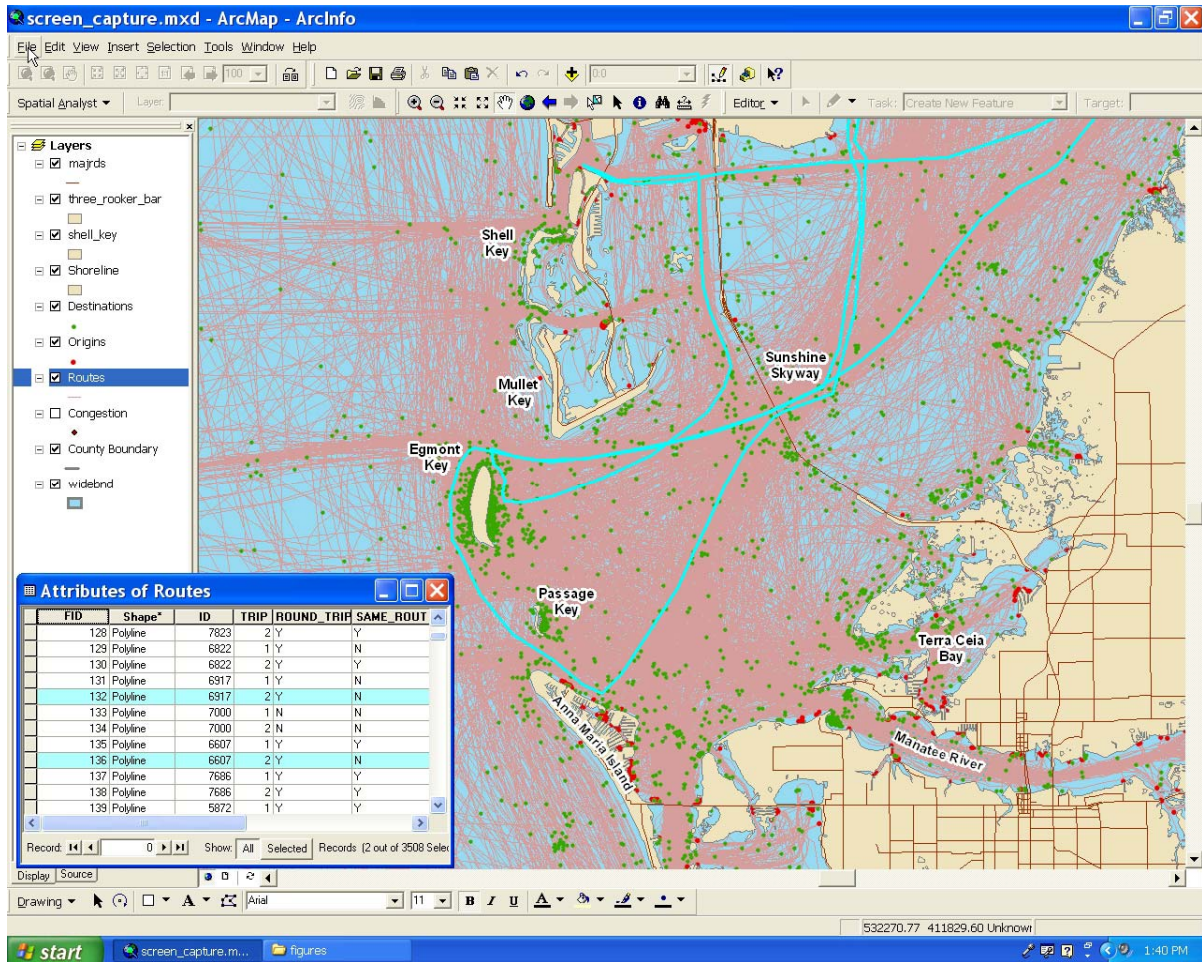 screen_capture.mxd - ArcMap - ArcInfo
File Edit View Insert Selection Tools Window Help
100
0:0
Spatial Analyst
Layer:
Editor
Task: Create New Feature
Target:
Layers
majrds
three_rooker_bar
shell_key
Shoreline
Destinations
Origins
Routes
Congestion
County Boundary
widebnd
Shell
Key
Sunshine
Skyway
Mullet
Key
Egmont
Key
Passage
Key
Terra Ceia
Bay
Anna Maria Island
Manatee River
Attributes of Routes
FID Shape* ID TRIP ROUND_TRIP SAME_ROUT
128 Polyline 7823 2 Y Y
129 Polyline 6822 1 Y N
130 Polyline 6822 2 Y Y
131 Polyline 6917 1 Y N
132 Polyline 6917 2 Y N
133 Polyline 7000 1 N N
134 Polyline 7000 2 N N
135 Polyline 6607 1 Y Y
136 Polyline 6607 2 Y N
137 Polyline 7686 1 Y Y
138 Polyline 7686 2 Y Y
139 Polyline 5872 1 Y Y
Record: 0 Show: All Selected Records (2 out of 3508 Selec
Display Source
Drawing A Arial 11 B I U A
532270.77 411829.60 Unknown
start screen_capture.m... figures 1:40 PM